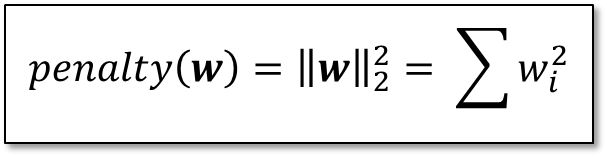 penalty(w) = ‖w‖₂² = ∑ wᵢ²